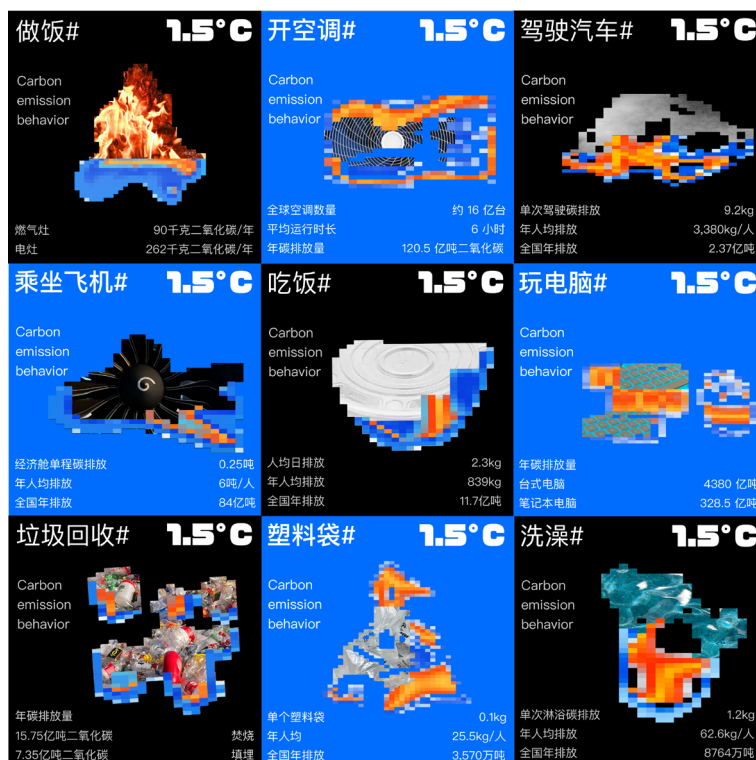 做饭# 1.5°C
Carbon
emission
behavior
燃气灶 90千克二氧化碳/年
电灶 262千克二氧化碳/年
开空调# 1.5°C
Carbon
emission
behavior
全球空调数量 约 16 亿台
平均运行时长 6 小时
年碳排放量 120.5 亿吨二氧化碳
驾驶汽车# 1.5°C
Carbon
emission
behavior
单次驾驶碳排放 9.2kg
年人均排放 3,380kg/人
全国年排放 2.37亿吨
乘坐飞机# 1.5°C
Carbon
emission
behavior
经济舱单程碳排放 0.25吨
年人均排放 6吨/人
全国年排放 84亿吨
吃饭# 1.5°C
Carbon
emission
behavior
人均日排放 2.3kg
年人均排放 839kg
全国年排放 11.7亿吨
玩电脑# 1.5°C
Carbon
emission
behavior
年碳排放量
台式电脑 4380 亿吨
笔记本电脑 328.5 亿吨
垃圾回收# 1.5°C
Carbon
emission
behavior
年碳排放量
15.75亿吨二氧化碳 焚烧
7.35亿吨二氧化碳 填埋
塑料袋# 1.5°C
Carbon
emission
behavior
单个塑料袋 0.1kg
年人均 25.5kg/人
全国年排放 3,570万吨
洗澡# 1.5°C
Carbon
emission
behavior
单次淋浴碳排放 1.2kg
年人均排放 62.6kg/人
全国年排放 8764万吨